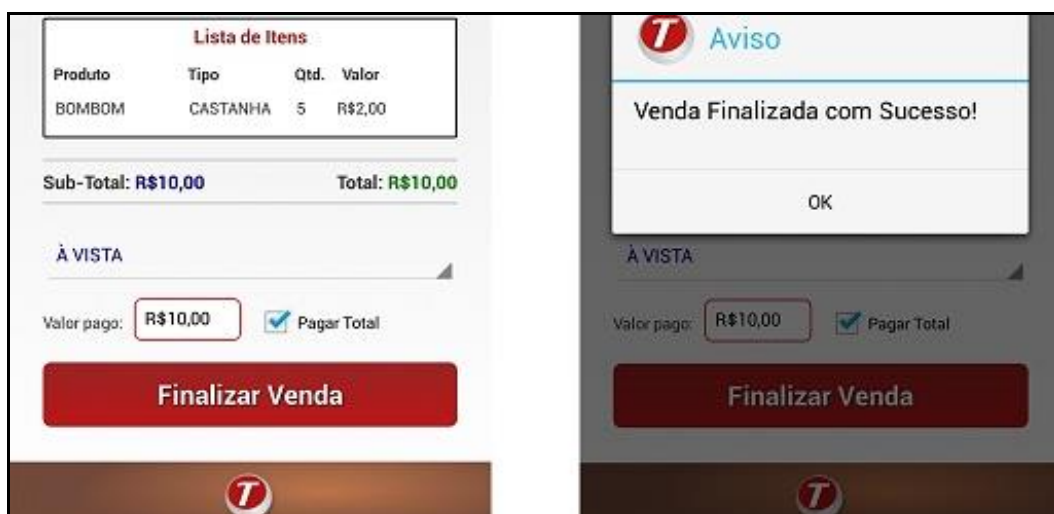 Lista de Itens
Produto Tipo Qtd. Valor
BOMBOM CASTANHA 5 R$2,00
Sub-Total: R$10,00 Total: R$10,00
À VISTA
Valor pago: R$10,00 Pagar Total
Finalizar Venda
T
T Aviso
Venda Finalizada com Sucesso!
OK
À VISTA
Valor pago: R$10,00 Pagar Total
Finalizar Venda
T